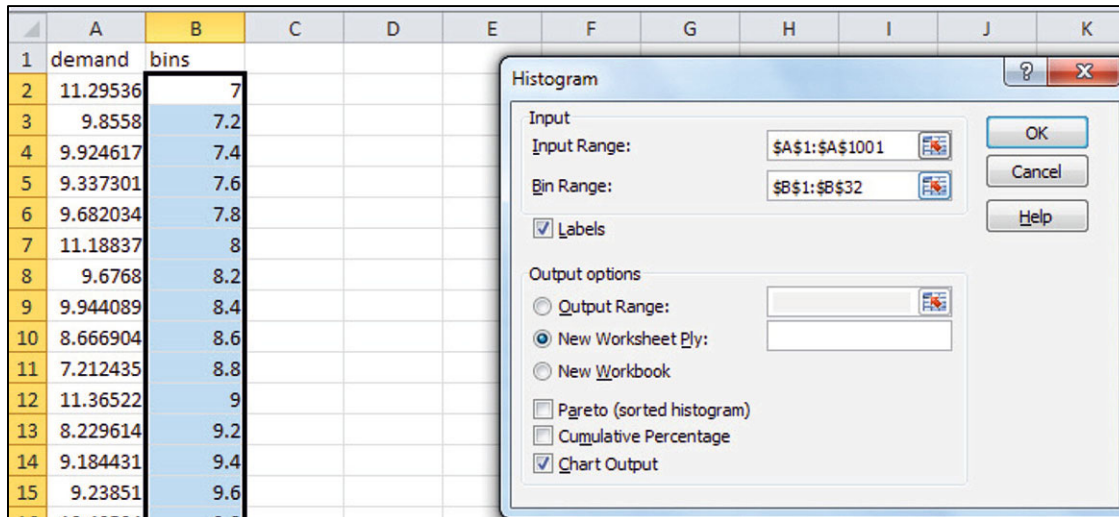 A B C D E F G H I J K
1 demand bins
2 11.29536 7
3 9.8558 7.2
4 9.924617 7.4
5 9.337301 7.6
6 9.682034 7.8
7 11.18837 8
8 9.6768 8.2
9 9.944089 8.4
10 8.666904 8.6
11 7.212435 8.8
12 11.36522 9
13 8.229614 9.2
14 9.184431 9.4
15 9.23851 9.6
Histogram ? X
Input
Input Range: $A$1:$A$1001
Bin Range: $B$1:$B$32
Labels
Output options
Output Range:
New Worksheet Ply:
New Workbook
Pareto (sorted histogram)
Cumulative Percentage
Chart Output
OK
Cancel
Help